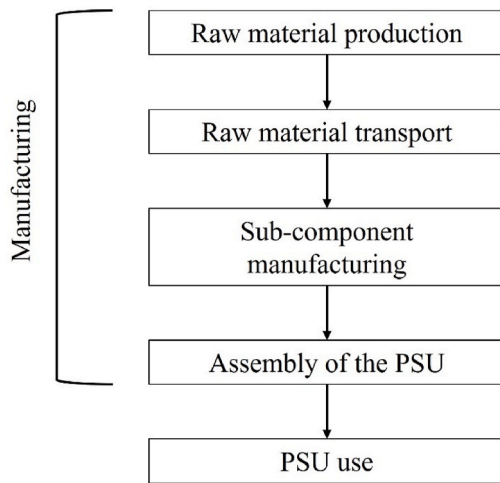 Raw material production
Raw material transport
Manufacturing
Sub-component
manufacturing
Assembly of the PSU
PSU use